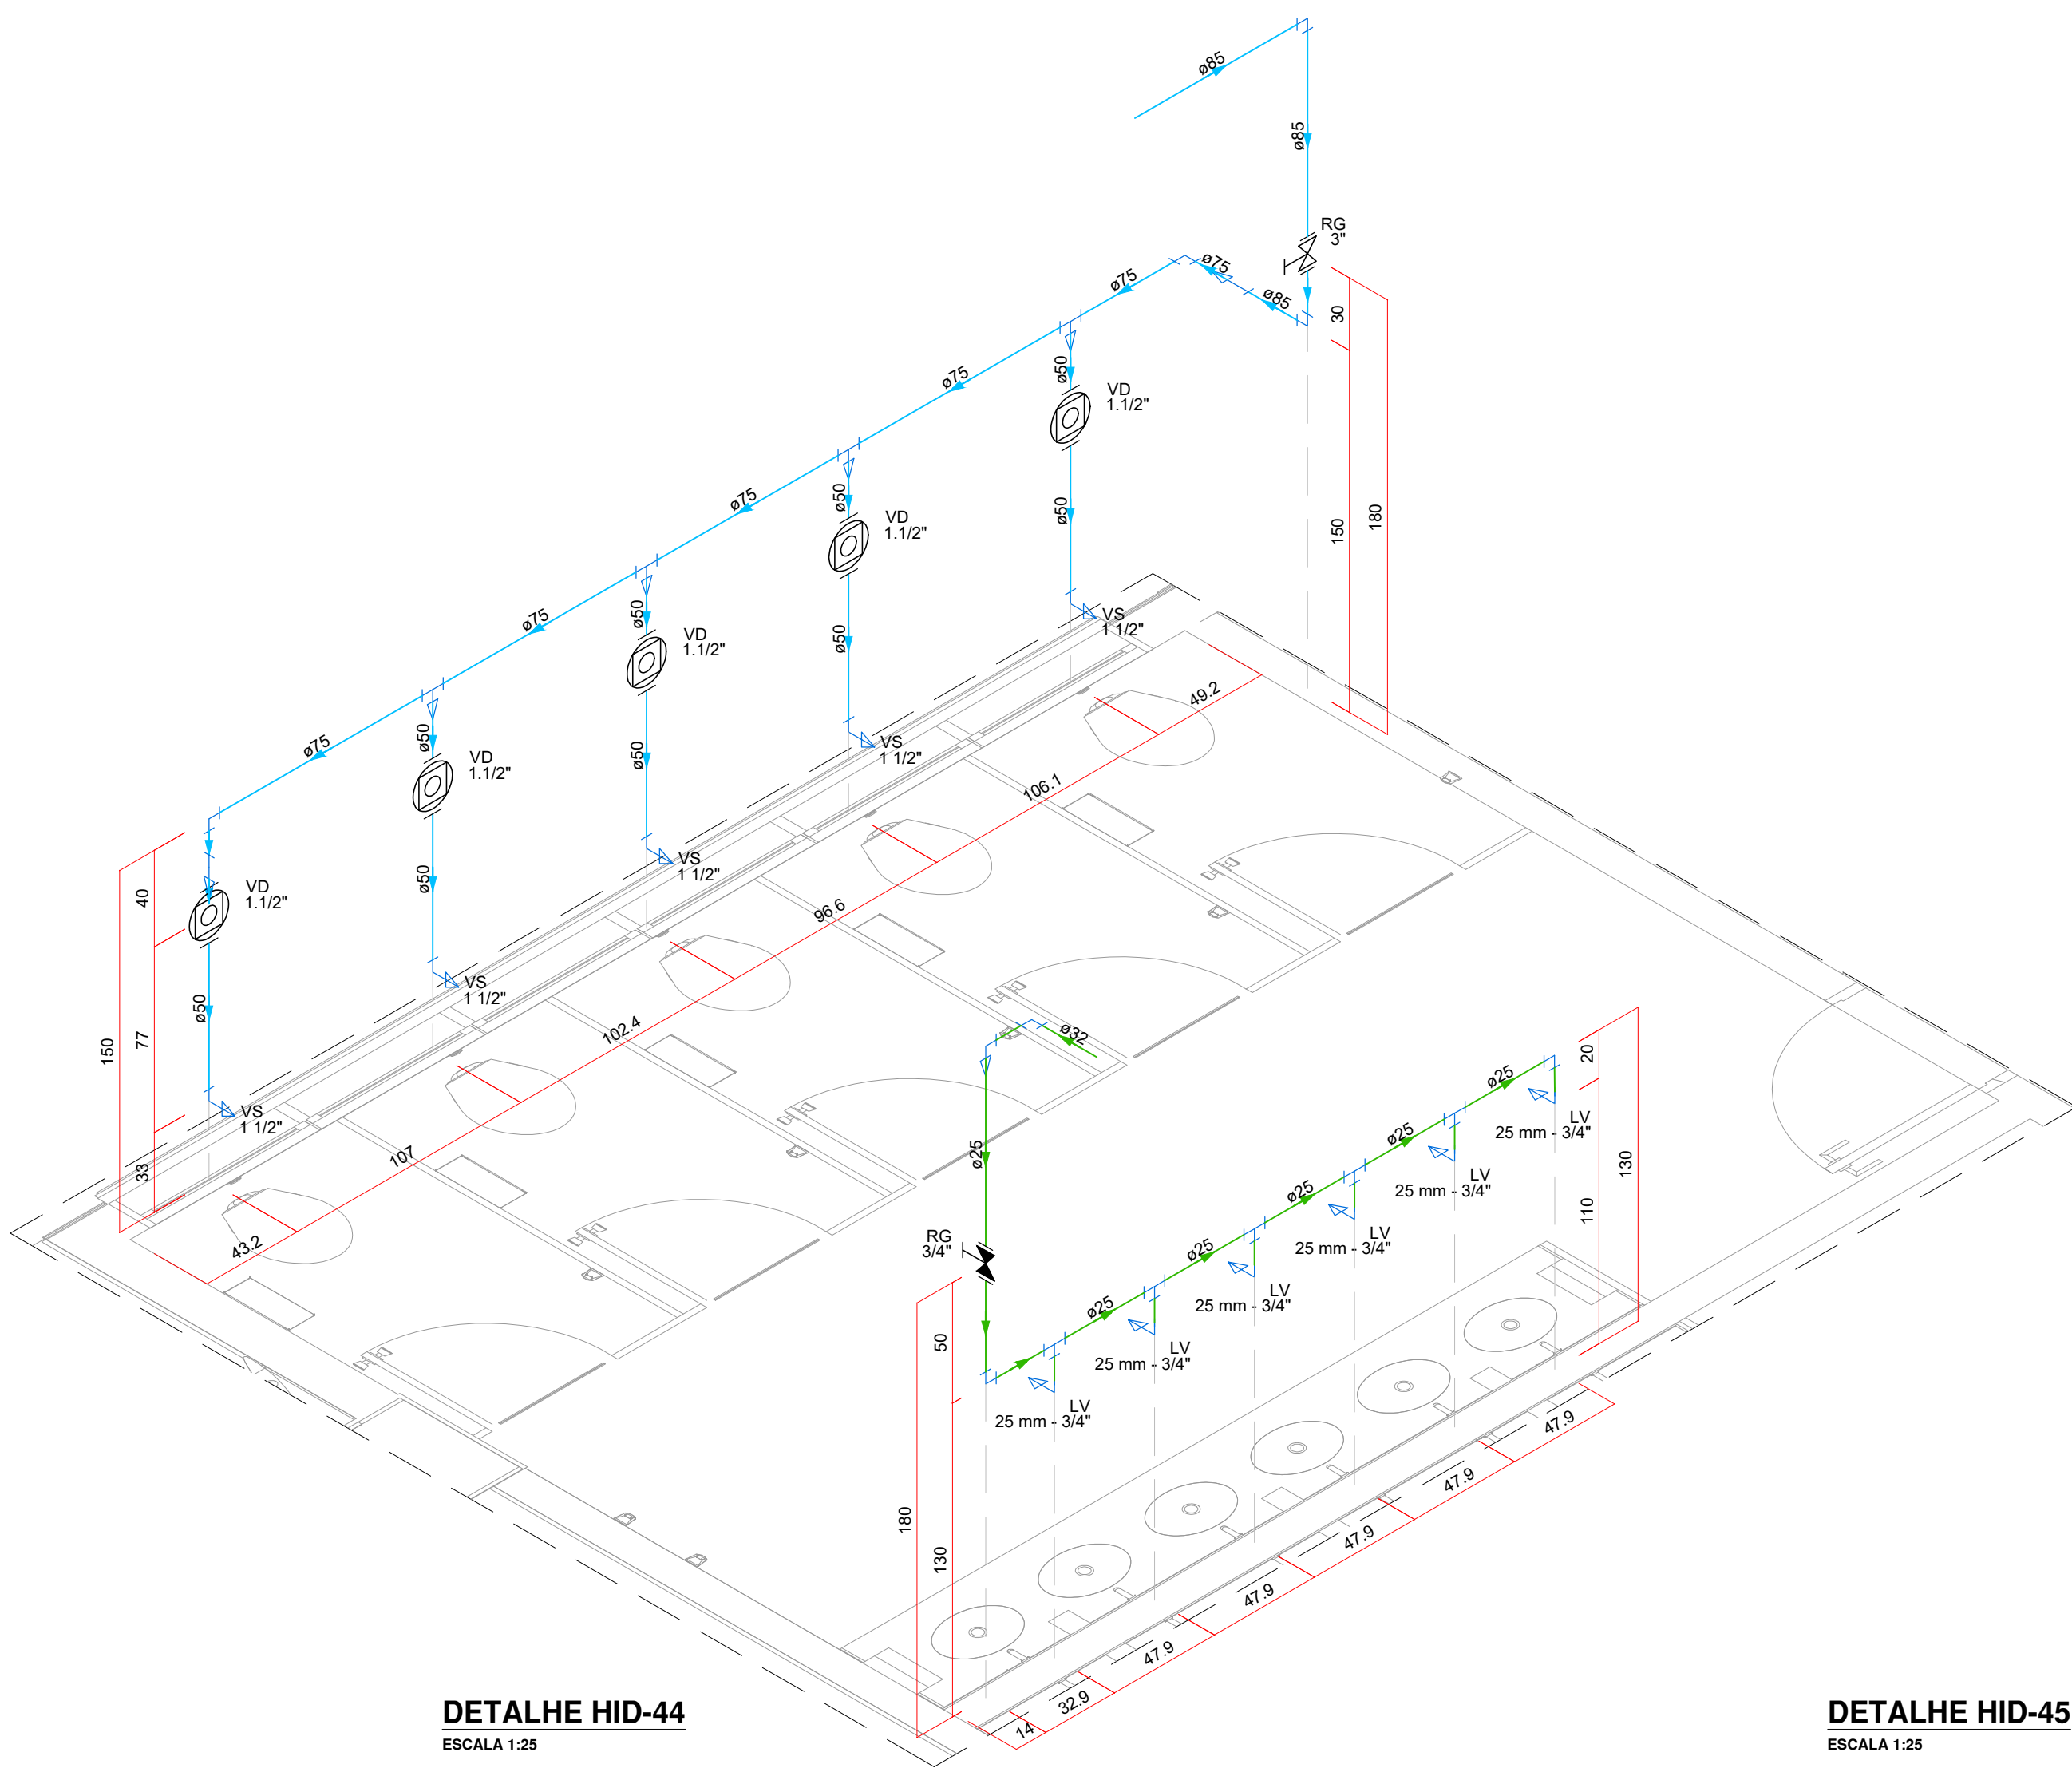 ø85
ø85
RG
3"
ø75
ø85
30
ø75
ø50
VD
1.1/2"
ø75
150
180
ø50
ø75
ø50
VD
1.1/2"
ø50
VS
1 1/2"
ø75
ø50
VD
1.1/2"
ø50
VS
1 1/2"
49.2
ø75
ø50
VD
1.1/2"
ø50
VS
1 1/2"
106.1
40
VD
1.1/2"
ø50
VS
1 1/2"
96.6
150
77
ø50
VS
1 1/2"
102.4
33
107
43.2
ø32
ø25
RG
3/4"
50
180
130
ø25
LV
25 mm - 3/4"
ø25
LV
25 mm - 3/4"
ø25
LV
25 mm - 3/4"
ø25
LV
25 mm - 3/4"
ø25
LV
25 mm - 3/4"
LV
25 mm - 3/4"
20
110
130
47.9
47.9
47.9
47.9
47.9
32.9
14
DETALHE HID-44
ESCALA 1:25
DETALHE HID-45
ESCALA 1:25